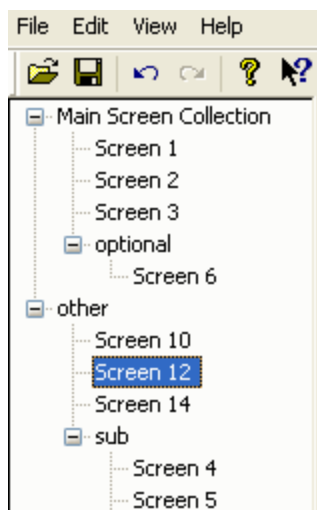 File Edit View Help
Main Screen Collection
Screen 1
Screen 2
Screen 3
optional
Screen 6
other
Screen 10
Screen 12
Screen 14
sub
Screen 4
Screen 5